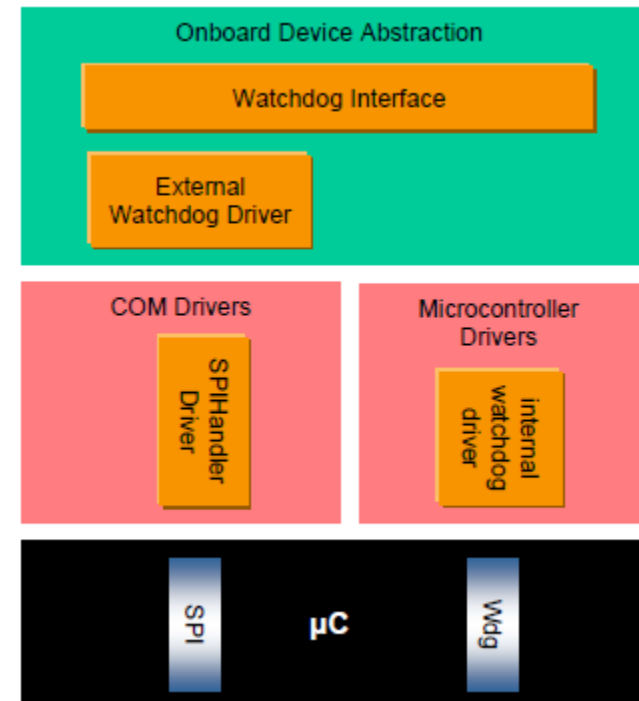 Onboard Device Abstraction
Watchdog Interface
External
Watchdog Driver
COM Drivers
SPIHandler
Driver
Microcontroller
Drivers
internal
watchdog
driver
SPI
µC
Wdg